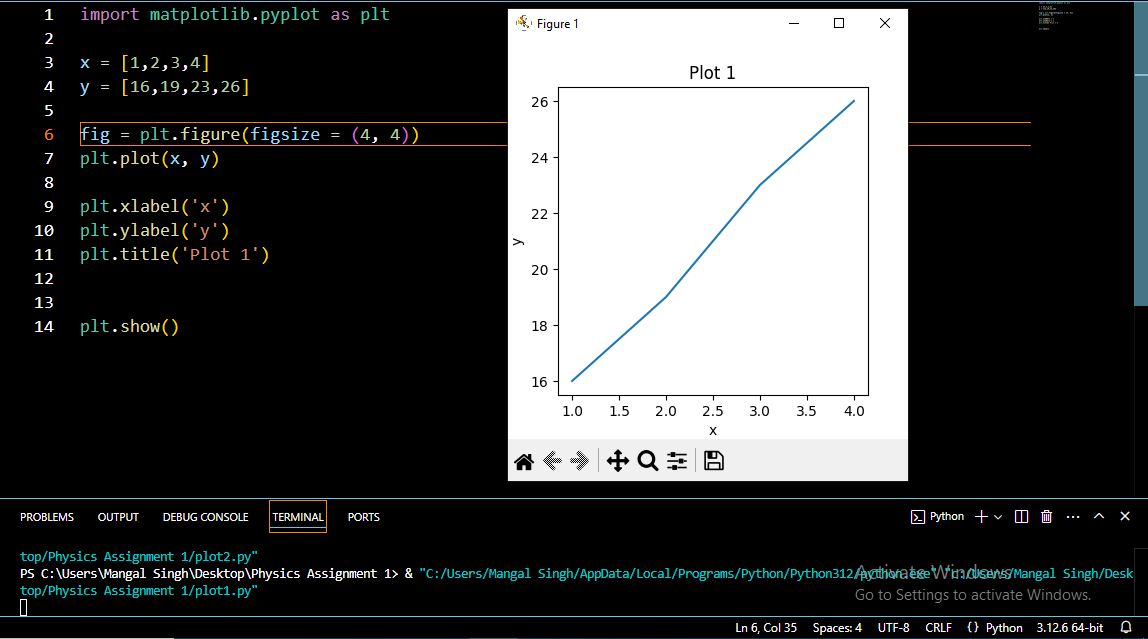 1 import matplotlib.pyplot as plt
2
3 x = [1,2,3,4]
4 y = [16,19,23,26]
5
6 fig = plt.figure(figsize = (4, 4))
7 plt.plot(x, y)
8
9 plt.xlabel('x')
10 plt.ylabel('y')
11 plt.title('Plot 1')
12
13
14 plt.show()
Figure 1
Plot 1
26
24
22
y
20
18
16
1.0 1.5 2.0 2.5 3.0 3.5 4.0
x
PROBLEMS OUTPUT DEBUG CONSOLE TERMINAL PORTS Python
top/Physics Assignment 1/plot2.py"
PS C:\Users\Mangal Singh\Desktop\Physics Assignment 1> & "C:/Users/Mangal Singh/AppData/Local/Programs/Python/Python312/python.exe" "c:/Users/Mangal Singh/Desk
top/Physics Assignment 1/plot1.py"
Activate Windows
Go to Settings to activate Windows.
Ln 6, Col 35 Spaces: 4 UTF-8 CRLF {} Python 3.12.6 64-bit